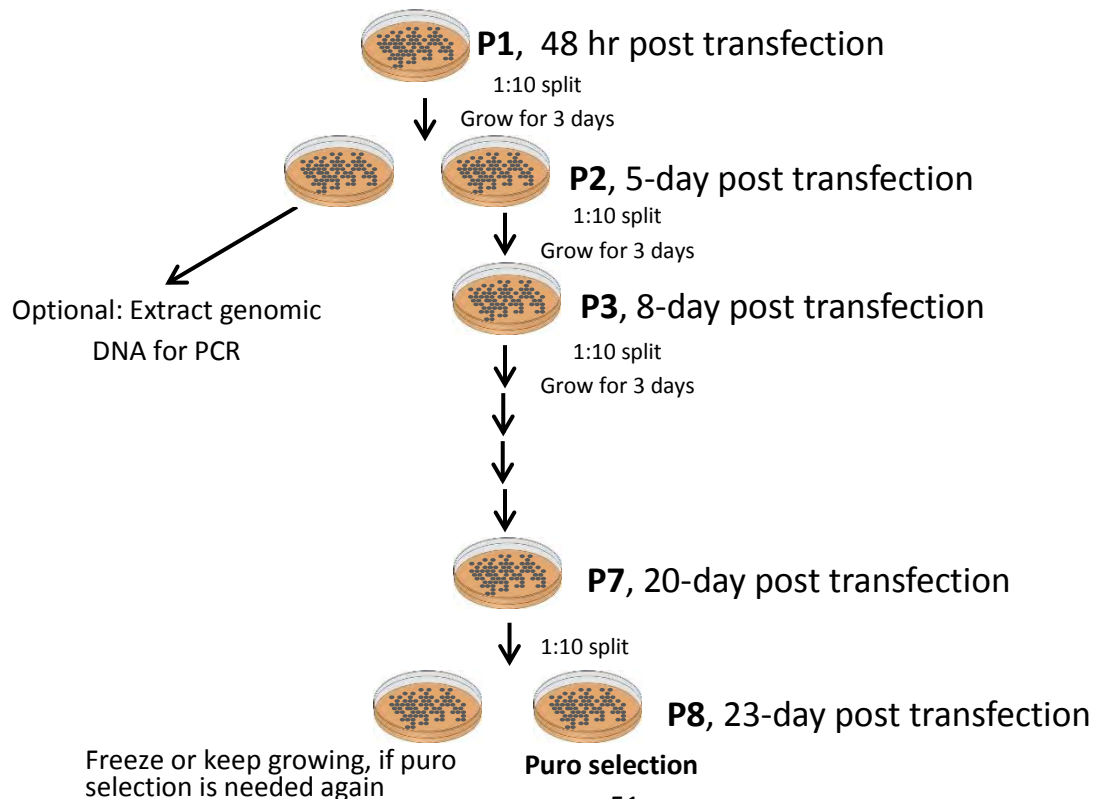 P1, 48 hr post transfection
1:10 split
Grow for 3 days
P2, 5-day post transfection
1:10 split
Grow for 3 days
Optional: Extract genomic
DNA for PCR
P3, 8-day post transfection
1:10 split
Grow for 3 days
P7, 20-day post transfection
1:10 split
P8, 23-day post transfection
Freeze or keep growing, if puro
selection is needed again
Puro selection